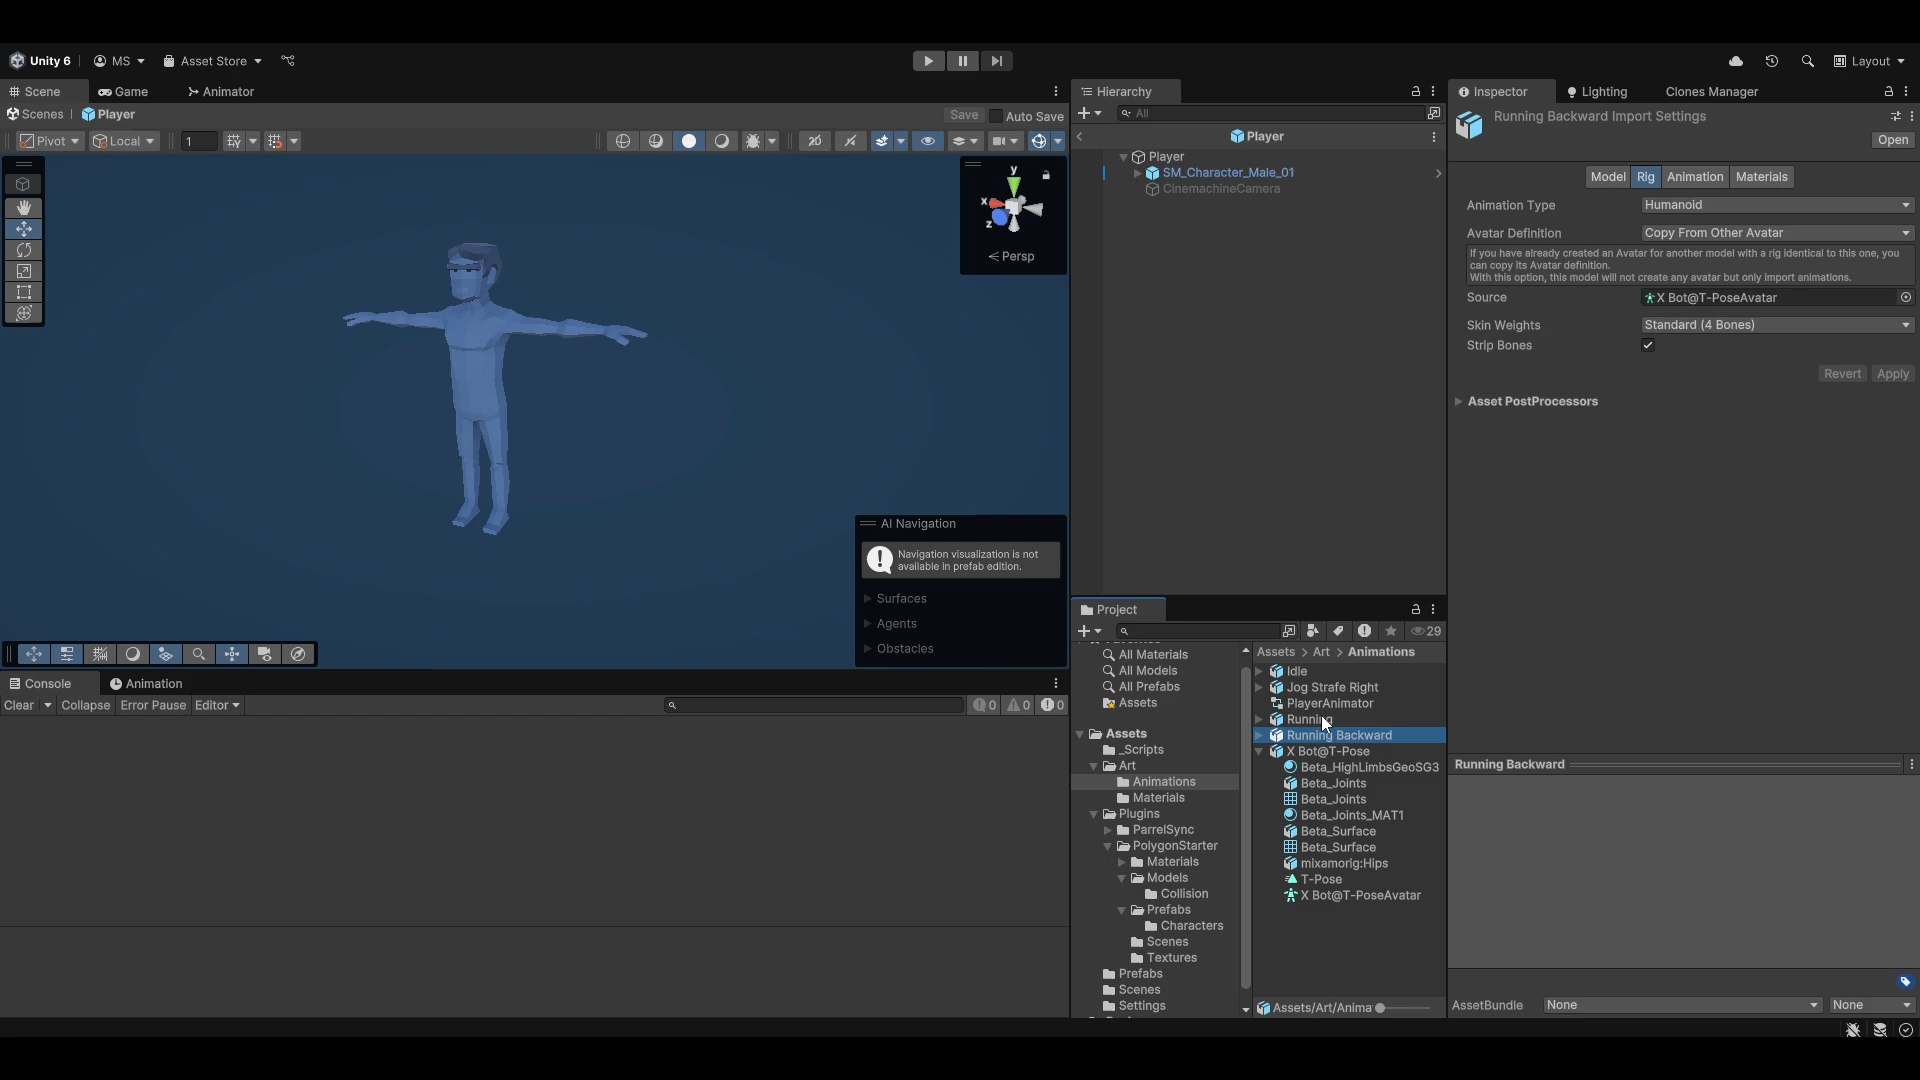 Unity 6
MS
Asset Store
Layout
Scene
Game
Animator
Scenes
Player
Save
Auto Save
Pivot
Local
1
2D
y
x
z
Persp
AI Navigation
Navigation visualization is not
available in prefab edition.
Surfaces
Agents
Obstacles
Console
Animation
Clear
Collapse
Error Pause
Editor
0
0
0
Hierarchy
All
Player
Player
SM_Character_Male_01
CinemachineCamera
Project
29
All Materials
All Models
All Prefabs
Assets
Assets
_Scripts
Art
Animations
Materials
Plugins
ParrelSync
PolygonStarter
Materials
Models
Collision
Prefabs
Characters
Scenes
Textures
Prefabs
Scenes
Settings
Assets > Art > Animations
Idle
Jog Strafe Right
PlayerAnimator
Running
Running Backward
X Bot@T-Pose
Beta_HighLimbsGeoSG3
Beta_Joints
Beta_Joints
Beta_Joints_MAT1
Beta_Surface
Beta_Surface
mixamorig:Hips
T-Pose
X Bot@T-PoseAvatar
Assets/Art/Anima
Inspector
Lighting
Clones Manager
Running Backward Import Settings
Open
Model
Rig
Animation
Materials
Animation Type
Humanoid
Avatar Definition
Copy From Other Avatar
If you have already created an Avatar for another model with a rig identical to this one, you
can copy its Avatar definition.
With this option, this model will not create any avatar but only import animations.
Source
X Bot@T-PoseAvatar
Skin Weights
Standard (4 Bones)
Strip Bones
Revert
Apply
Asset PostProcessors
Running Backward
AssetBundle
None
None